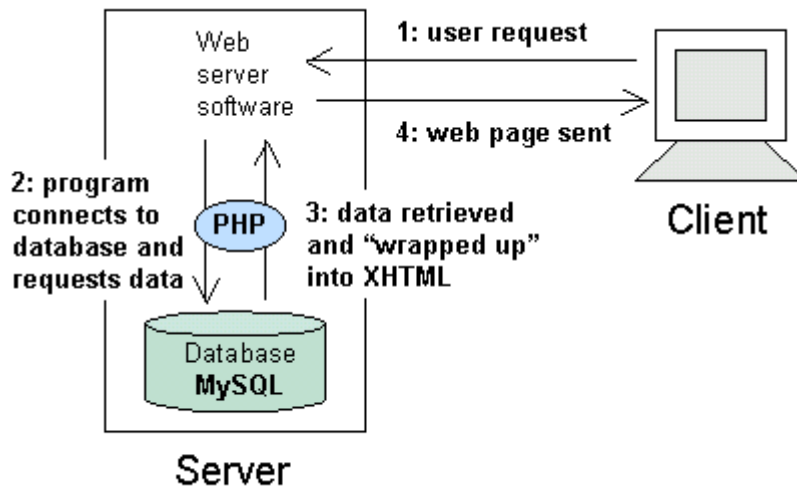 Web
server
software
1: user request
4: web page sent
2: program
connects to
database and
requests data
PHP
3: data retrieved
and “wrapped up”
into XHTML
Database
MySQL
Server
Client